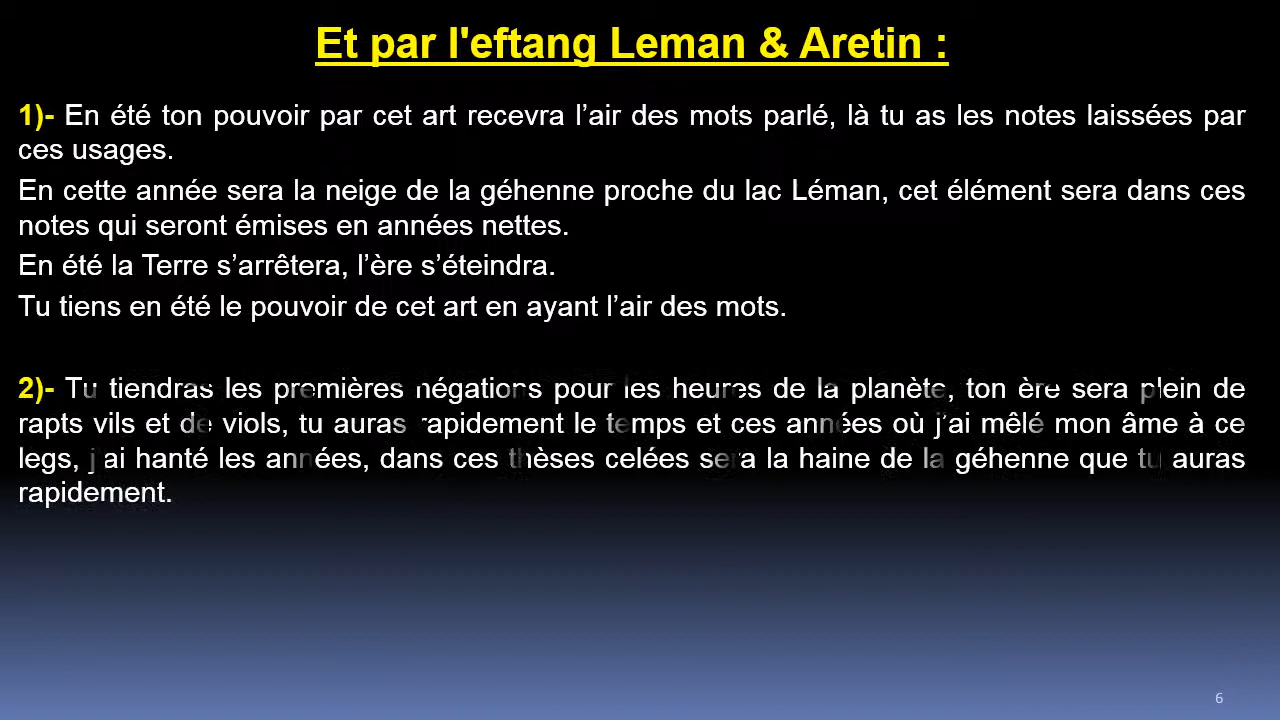 Et par l'eftang Leman & Aretin :
1)- En été ton pouvoir par cet art recevra l’air des mots parlé, là tu as les notes laissées par
ces usages.
En cette année sera la neige de la géhenne proche du lac Léman, cet élément sera dans ces
notes qui seront émises en années nettes.
En été la Terre s’arrêtera, l’ère s’éteindra.
Tu tiens en été le pouvoir de cet art en ayant l’air des mots.
2)- Tu tiendras les premières négations pour les heures de la planète, ton ère sera plein de
rapts vils et de viols, tu auras rapidement le temps et ces années où j’ai mêlé mon âme à ce
legs, j’ai hanté les années, dans ces thèses celées sera la haine de la géhenne que tu auras
rapidement.
6